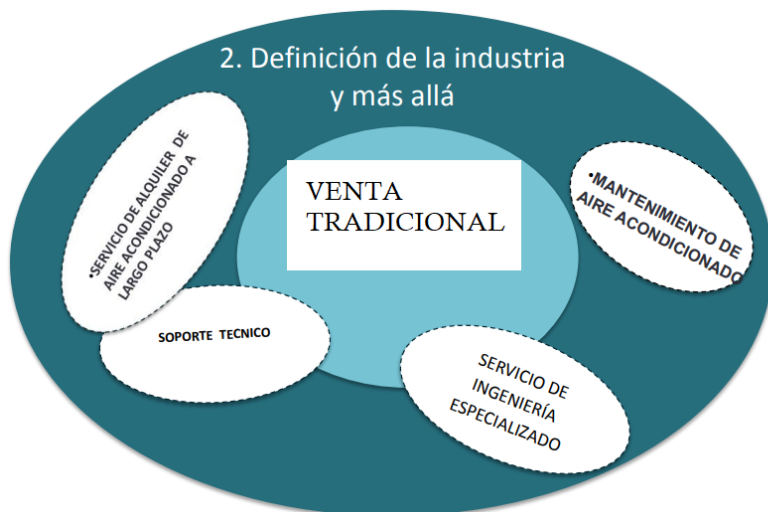 2. Definición de la industria
y más allá
•SERVICIO DE ALQUILER DE
AIRE ACONDICIONADO A
LARGO PLAZO
VENTA
TRADICIONAL
•MANTENIMIENTO DE
AIRE ACONDICIONADO
SOPORTE TECNICO
SERVICIO DE
INGENIERÍA
ESPECIALIZADO